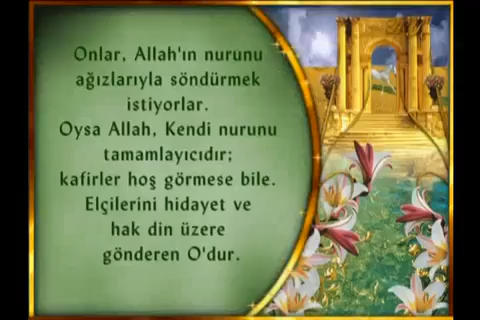 Onlar, Allah'ın nurunu
ağızlarıyla söndürmek
istiyorlar.
Oysa Allah, Kendi nurunu
tamamlayıcıdır;
kafirler hoş görmese bile.
Elçilerini hidayet ve
hak din üzere
gönderen O'dur.